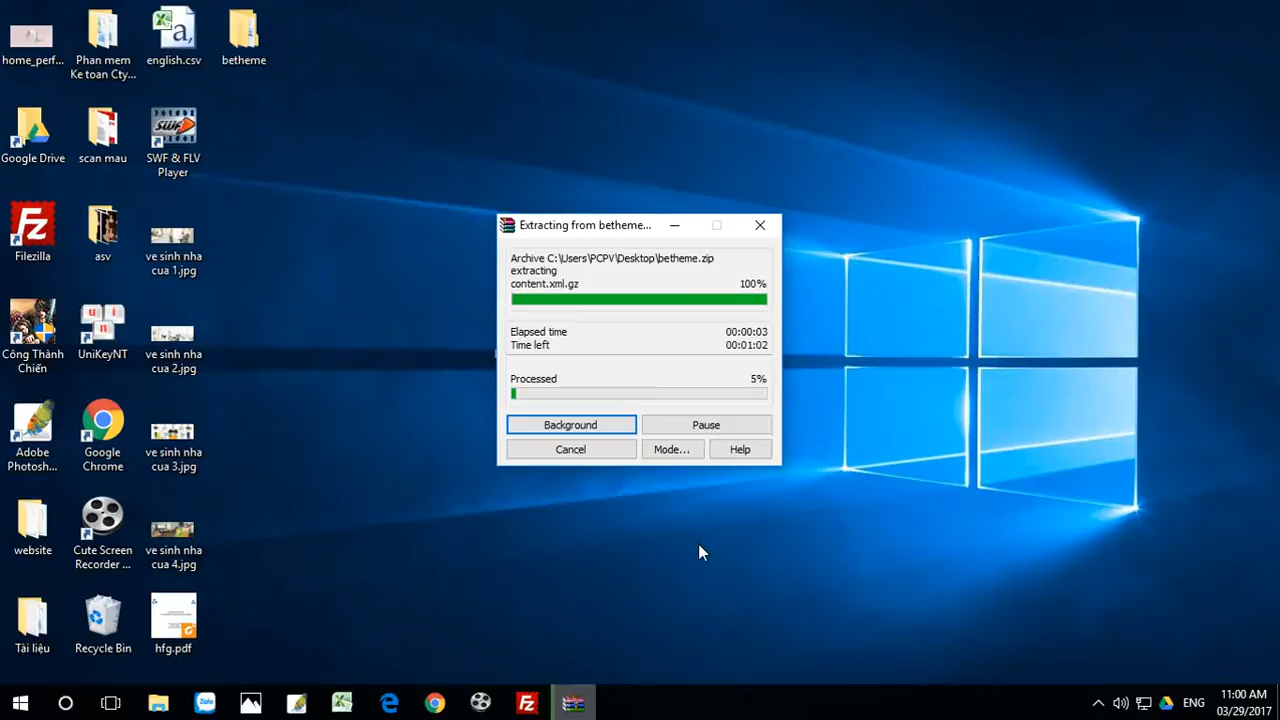 home_perf...
Phan mem
Ke toan Cty...
english.csv
betheme
Google Drive
scan mau
SWF
SWF & FLV
Player
Fz
Filezilla
asv
ve sinh nha
cua 1.jpg
Công Thành
Chiến
u i
n
UniKeyNT
ve sinh nha
cua 2.jpg
Adobe
Photosh...
Google
Chrome
ve sinh nha
cua 3.jpg
website
Cute Screen
Recorder ...
ve sinh nha
cua 4.jpg
Tài liệu
Recycle Bin
hfg.pdf
Extracting from betheme...
Archive C:\Users\PCPV\Desktop\betheme.zip
extracting
content.xml.gz 100%
Elapsed time 00:00:03
Time left 00:01:02
Processed 5%
Background Pause
Cancel Mode... Help
Zalo
Fz
ENG
11:00 AM
03/29/2017